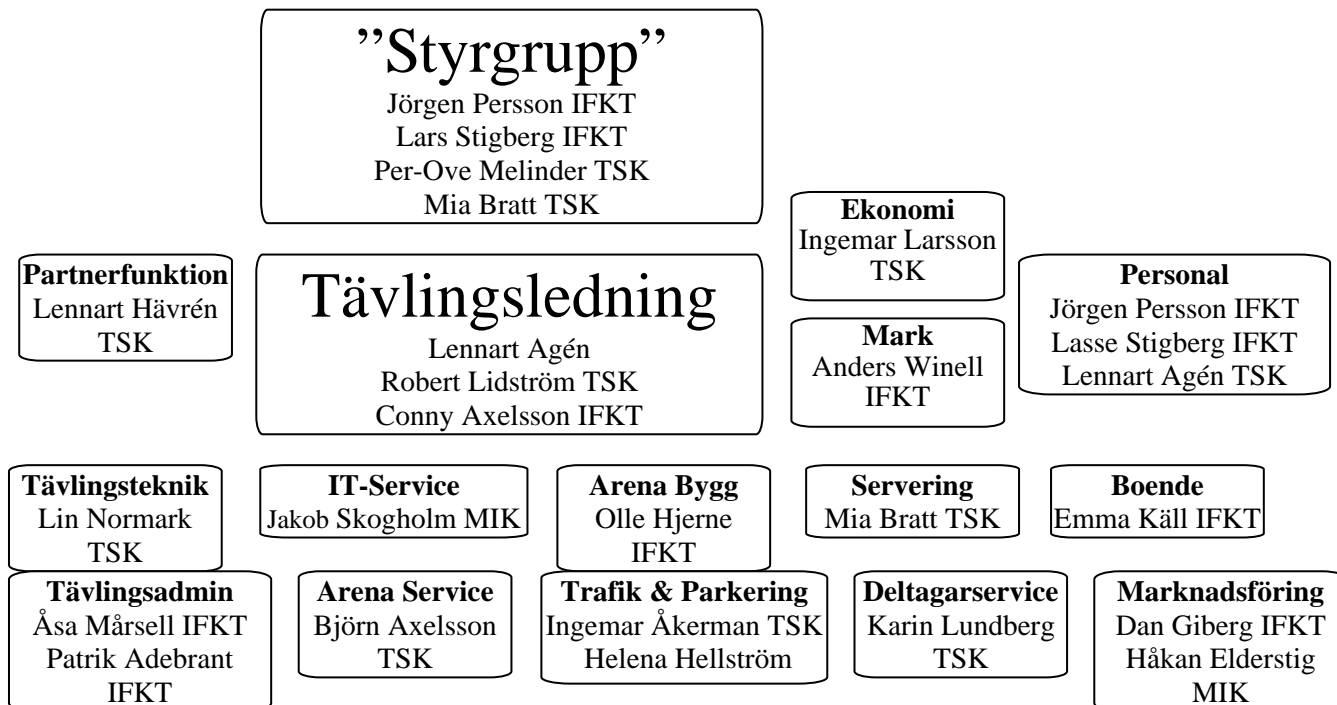 ”Styrgrupp”
Jörgen Persson IFKT
Lars Stigberg IFKT
Per-Ove Melinder TSK
Mia Bratt TSK
Ekonomi
Ingemar Larsson
TSK
Partnerfunktion
Lennart Hävrén
TSK
Tävlingsledning
Lennart Agén
Robert Lidström TSK
Conny Axelsson IFKT
Mark
Anders Winell
IFKT
Personal
Jörgen Persson IFKT
Lasse Stigberg IFKT
Lennart Agén TSK
Tävlingsteknik
Lin Normark
TSK
IT-Service
Jakob Skogholm MIK
Arena Bygg
Olle Hjerne
IFKT
Servering
Mia Bratt TSK
Boende
Emma Käll IFKT
Tävlingsadmin
Åsa Mårsell IFKT
Patrik Adebrant
IFKT
Arena Service
Björn Axelsson
TSK
Trafik & Parkering
Ingemar Åkerman TSK
Helena Hellström
Deltagarservice
Karin Lundberg
TSK
Marknadsföring
Dan Giberg IFKT
Håkan Elderstig
MIK